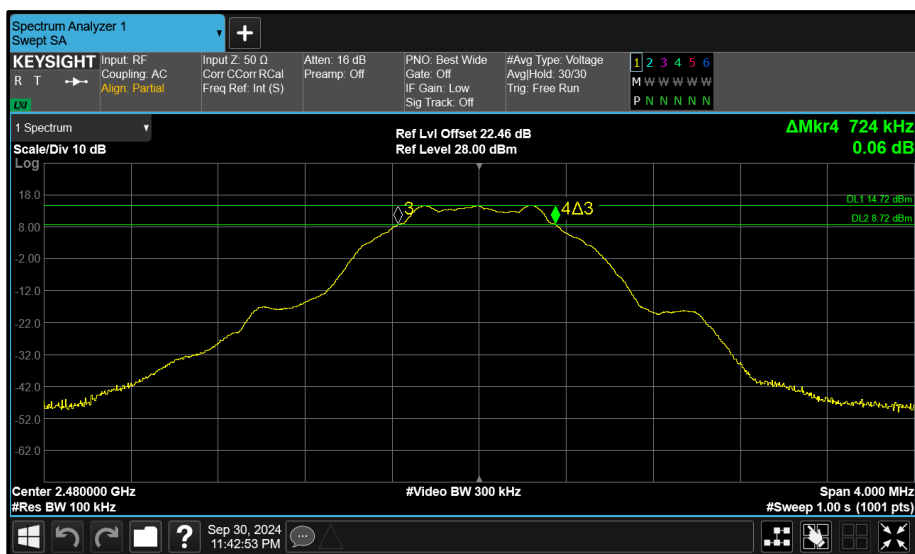 Spectrum Analyzer 1
Swept SA
+
KEYSIGHT
R T
LXI
Input: RF
Coupling: AC
Align: Partial
Input Z: 50 Ω
Corr CCorr RCal
Freq Ref: Int (S)
Atten: 16 dB
Preamp: Off
PNO: Best Wide
Gate: Off
IF Gain: Low
Sig Track: Off
#Avg Type: Voltage
Avg|Hold: 30/30
Trig: Free Run
1 2 3 4 5 6
M W W W W W
P N N N N N
1 Spectrum
Scale/Div 10 dB
Log
Ref Lvl Offset 22.46 dB
Ref Level 28.00 dBm
ΔMkr4 724 kHz
0.06 dB
18.0
8.00
-2.00
-12.0
-22.0
-32.0
-42.0
-52.0
-62.0
3
4Δ3
DL1 14.72 dBm
DL2 8.72 dBm
Center 2.480000 GHz
#Res BW 100 kHz
#Video BW 300 kHz
Span 4.000 MHz
#Sweep 1.00 s (1001 pts)
?
Sep 30, 2024
11:42:53 PM